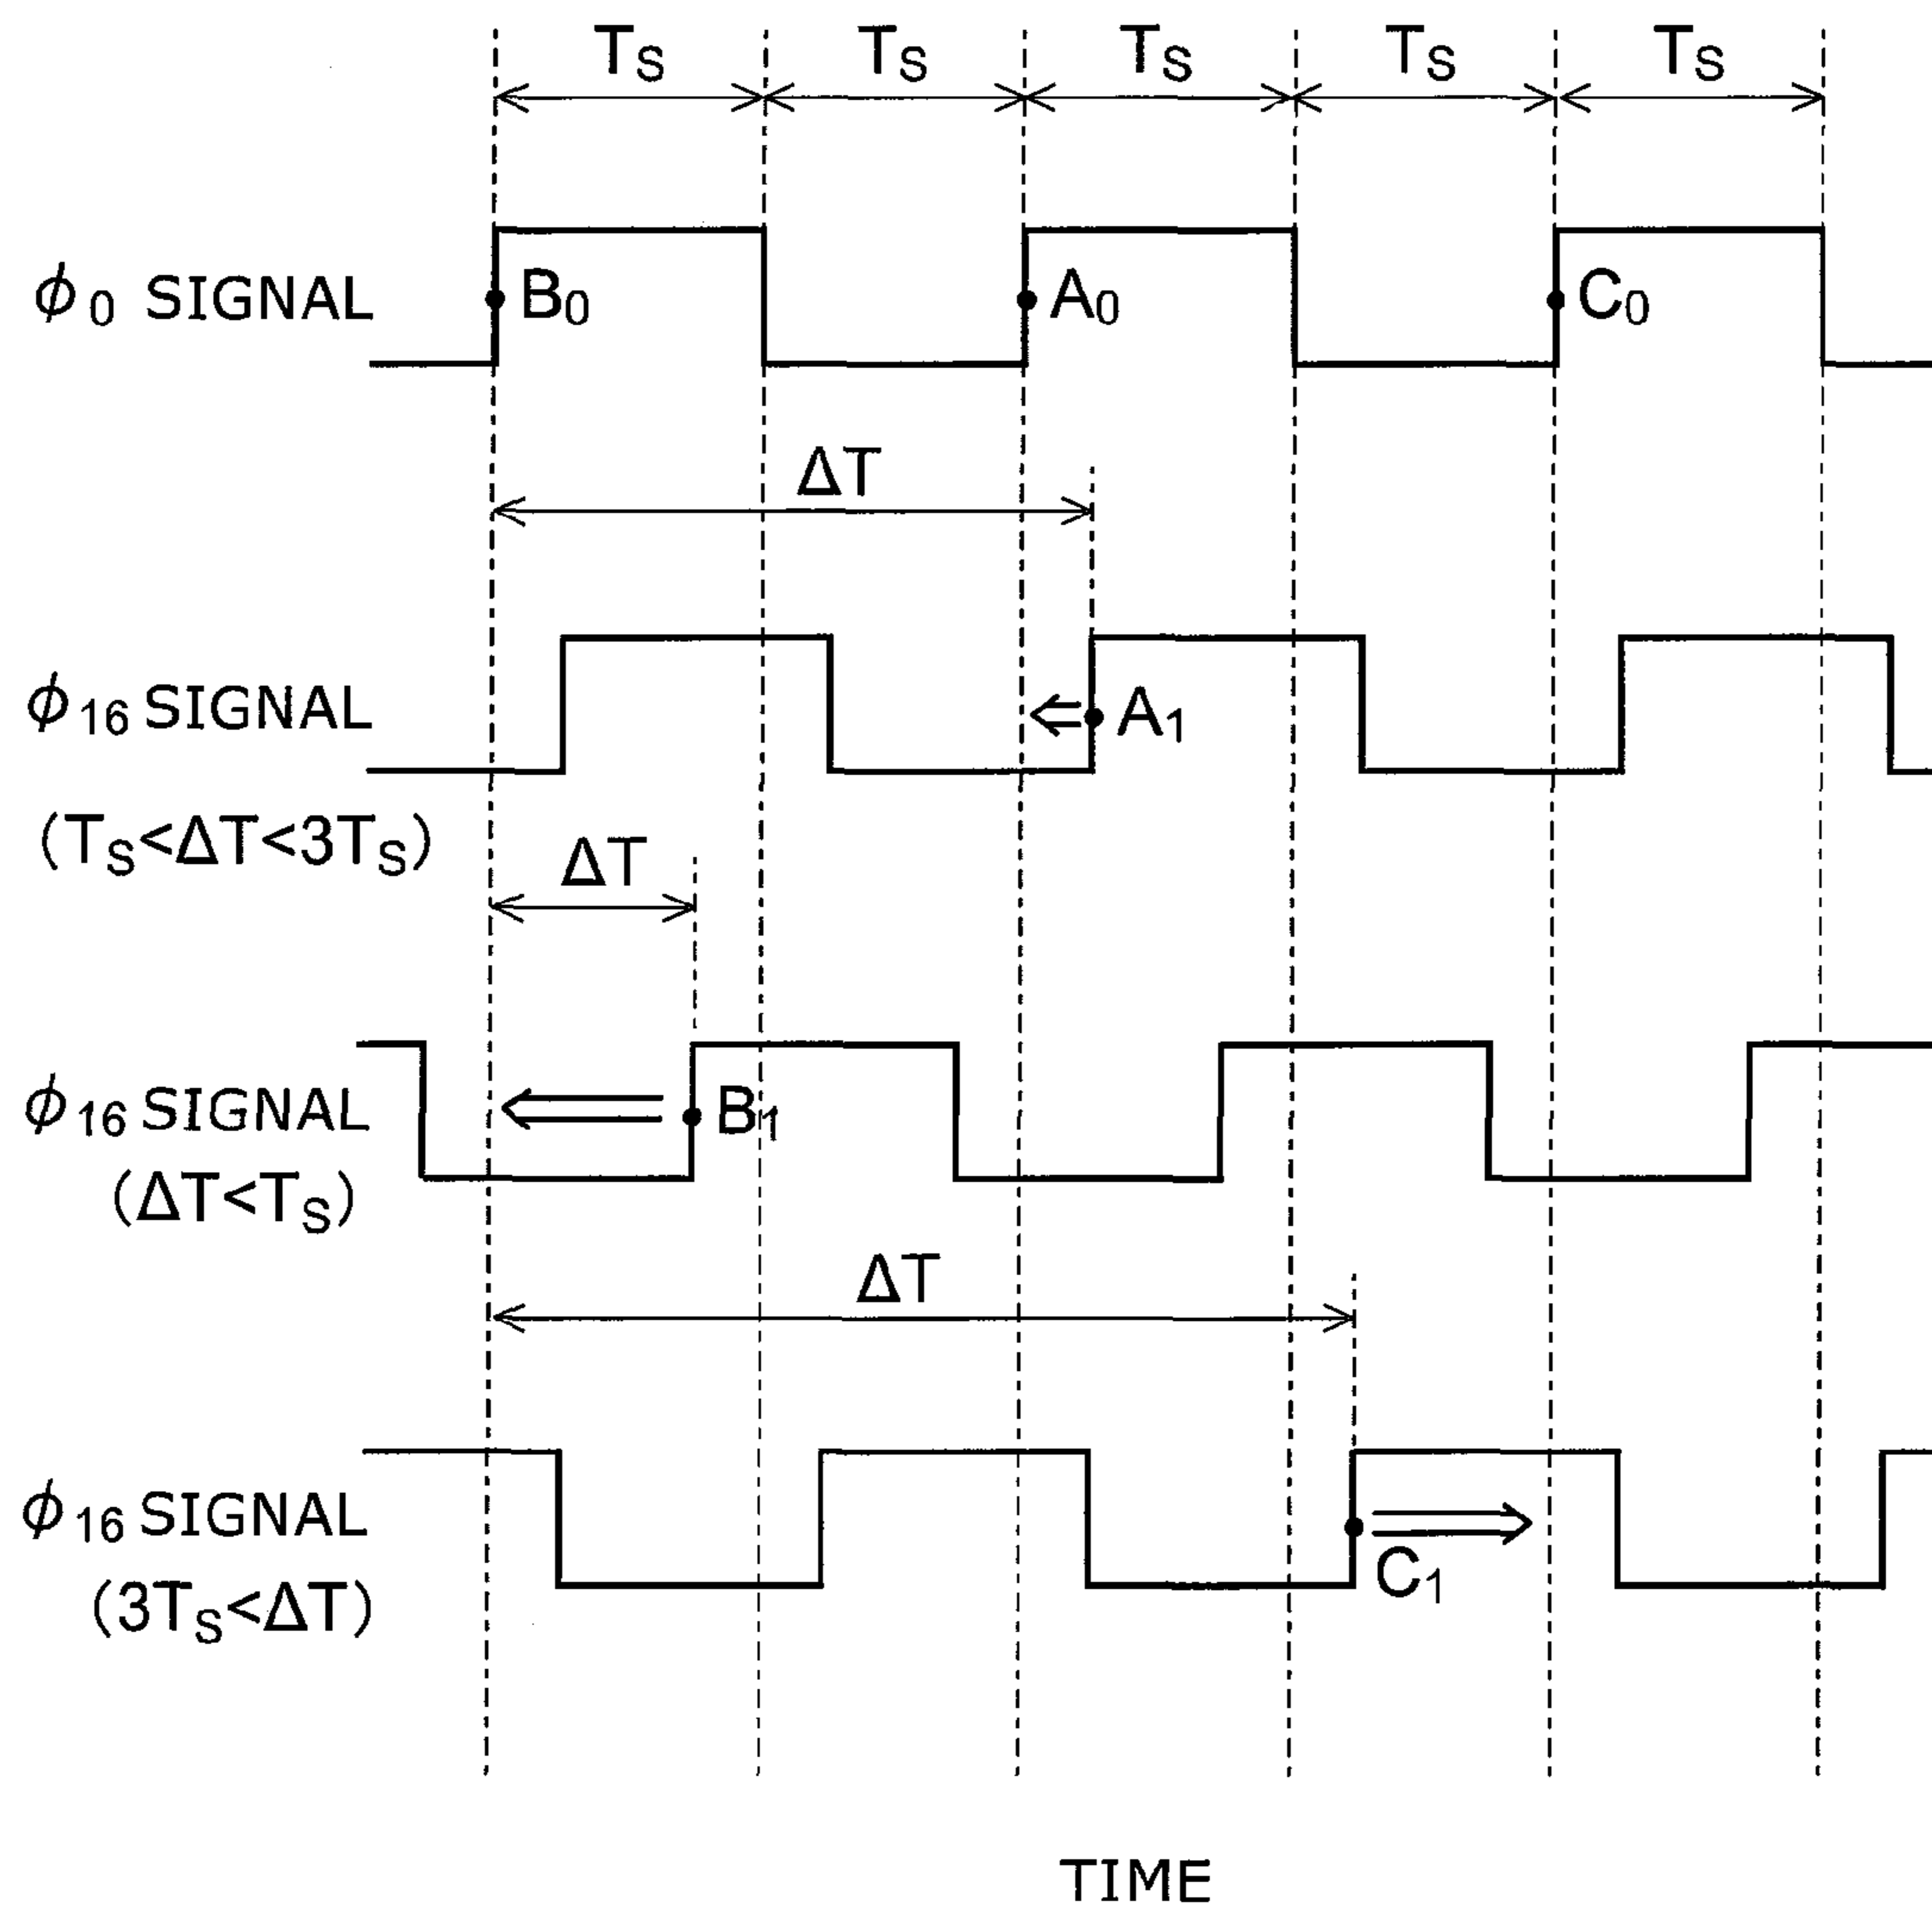 TS TS TS TS TS
ϕ0 SIGNAL B0 A0 C0
ΔT
ϕ16 SIGNAL A1
(TS<ΔT<3TS)
ΔT
ϕ16 SIGNAL B1
(ΔT<TS)
ΔT
ϕ16 SIGNAL C1
(3TS<ΔT)
TIME